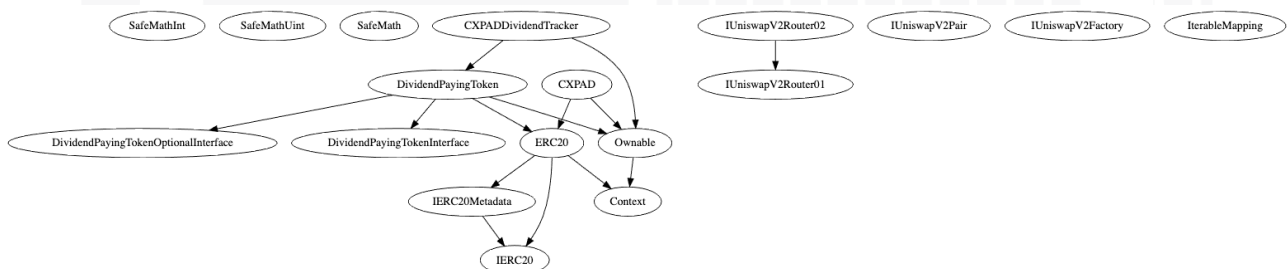 SafeMathInt
SafeMathUint
SafeMath
CXPADDividendTracker
IUniswapV2Router02
IUniswapV2Pair
IUniswapV2Factory
IterableMapping
DividendPayingToken
CXPAD
IUniswapV2Router01
DividendPayingTokenOptionalInterface
DividendPayingTokenInterface
ERC20
Ownable
IERC20Metadata
Context
IERC20